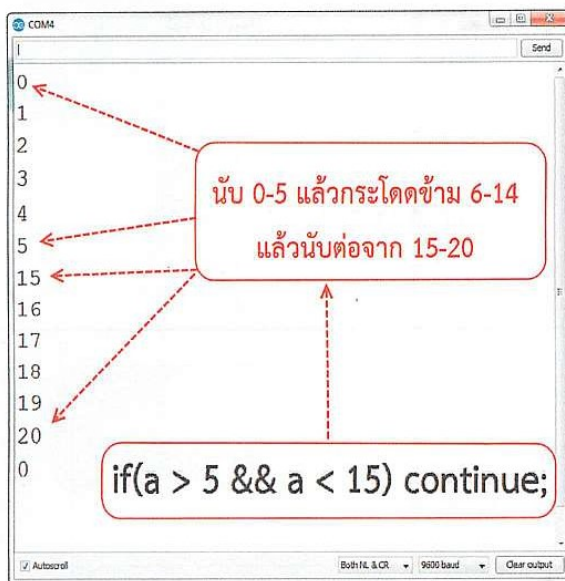 COM4
Send
0
1
2
3
4
5
15
16
17
18
19
20
0
นับ 0-5 แล้วกระโดดข้าม 6-14
แล้วนับต่อจาก 15-20
if(a > 5 && a < 15) continue;
Autoscroll
Both NL & CR
9600 baud
Clear output